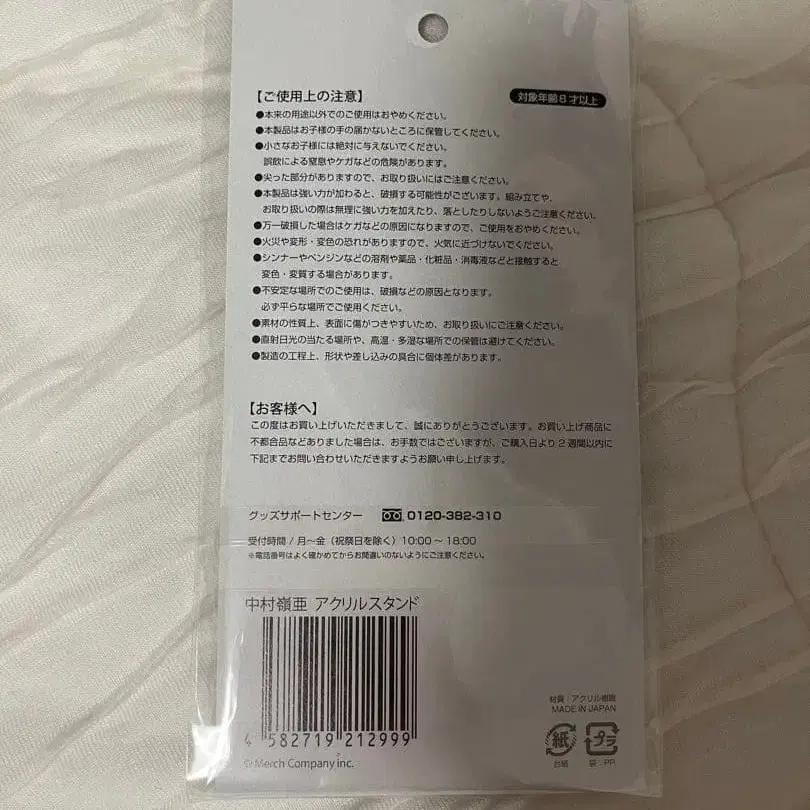 【ご使用上の注意】
対象年齢8才以上
●本来の用途以外でのご使用はおやめください。
●本製品はお子様の手の届かないところに保管してください。
●小さなお子様には絶対に与えないでください。
誤飲による窒息やケガなどの危険があります。
●尖った部分がありますので、お取り扱いにはご注意ください。
●本製品は強い力が加わると、破損する可能性がございます。組み立てや、
お取り扱いの際は無理に強い力を加えたり、落としたりしないようご注意ください。
●万一破損した場合はケガなどの原因になりますので、ご使用をおやめください。
●火災や変形・変色の恐れがありますので、火気に近づけないでください。
●シンナーやベンジンなどの溶剤や薬品・化粧品・消毒液などと接触すると
変色・変質する場合があります。
●不安定な場所でのご使用は、破損などの原因となります。
必ず平らな場所でご使用ください。
●素材の性質上、表面に傷がつきやすいため、お取り扱いにご注意ください。
●直射日光の当たる場所や、高温・多湿な場所での保管は避けてください。
●製造の工程上、形状や差し込みの具合に個体差があります。
【お客様へ】
この度はお買い上げいただきまして、誠にありがとうございます。お買い上げ商品に
不都合品などありました場合は、お手数ではございますが、ご購入日より2週間以内に
下記までお問い合わせいただきますようお願い申し上げます。
グッズサポートセンター 0120-382-310
受付時間 / 月〜金（祝祭日を除く）10:00 〜 18:00
※電話番号はよく確かめてからお間違いのないようにご注意ください。
中村嶺亜 アクリルスタンド
4 582719 212999
© Merch Company inc.
材質：アクリル樹脂
MADE IN JAPAN
紙 プラ
台紙 袋：PP